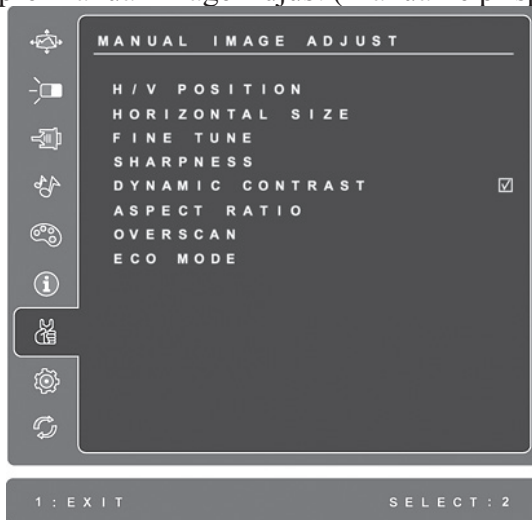 MANUAL IMAGE ADJUST
H/V POSITION
HORIZONTAL SIZE
FINE TUNE
SHARPNESS
DYNAMIC CONTRAST
ASPECT RATIO
OVERSCAN
ECO MODE
1:EXIT SELECT:2